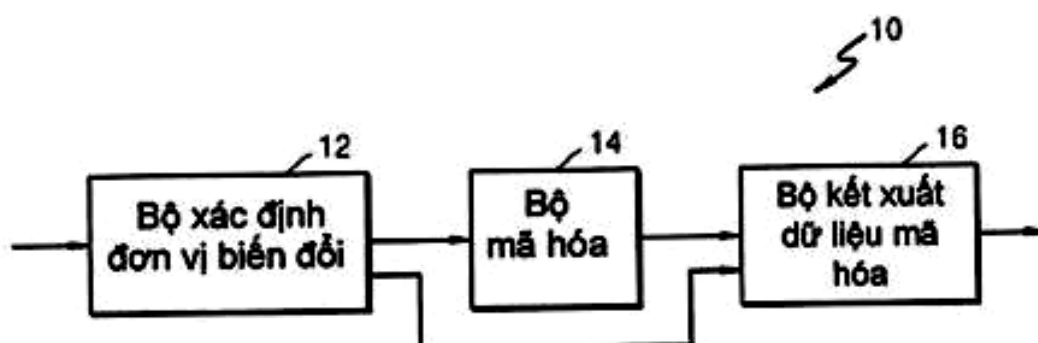 10
12
14
16
Bộ xác định
đơn vị biến đổi
Bộ
mã hóa
Bộ kết xuất
dữ liệu mã
hóa